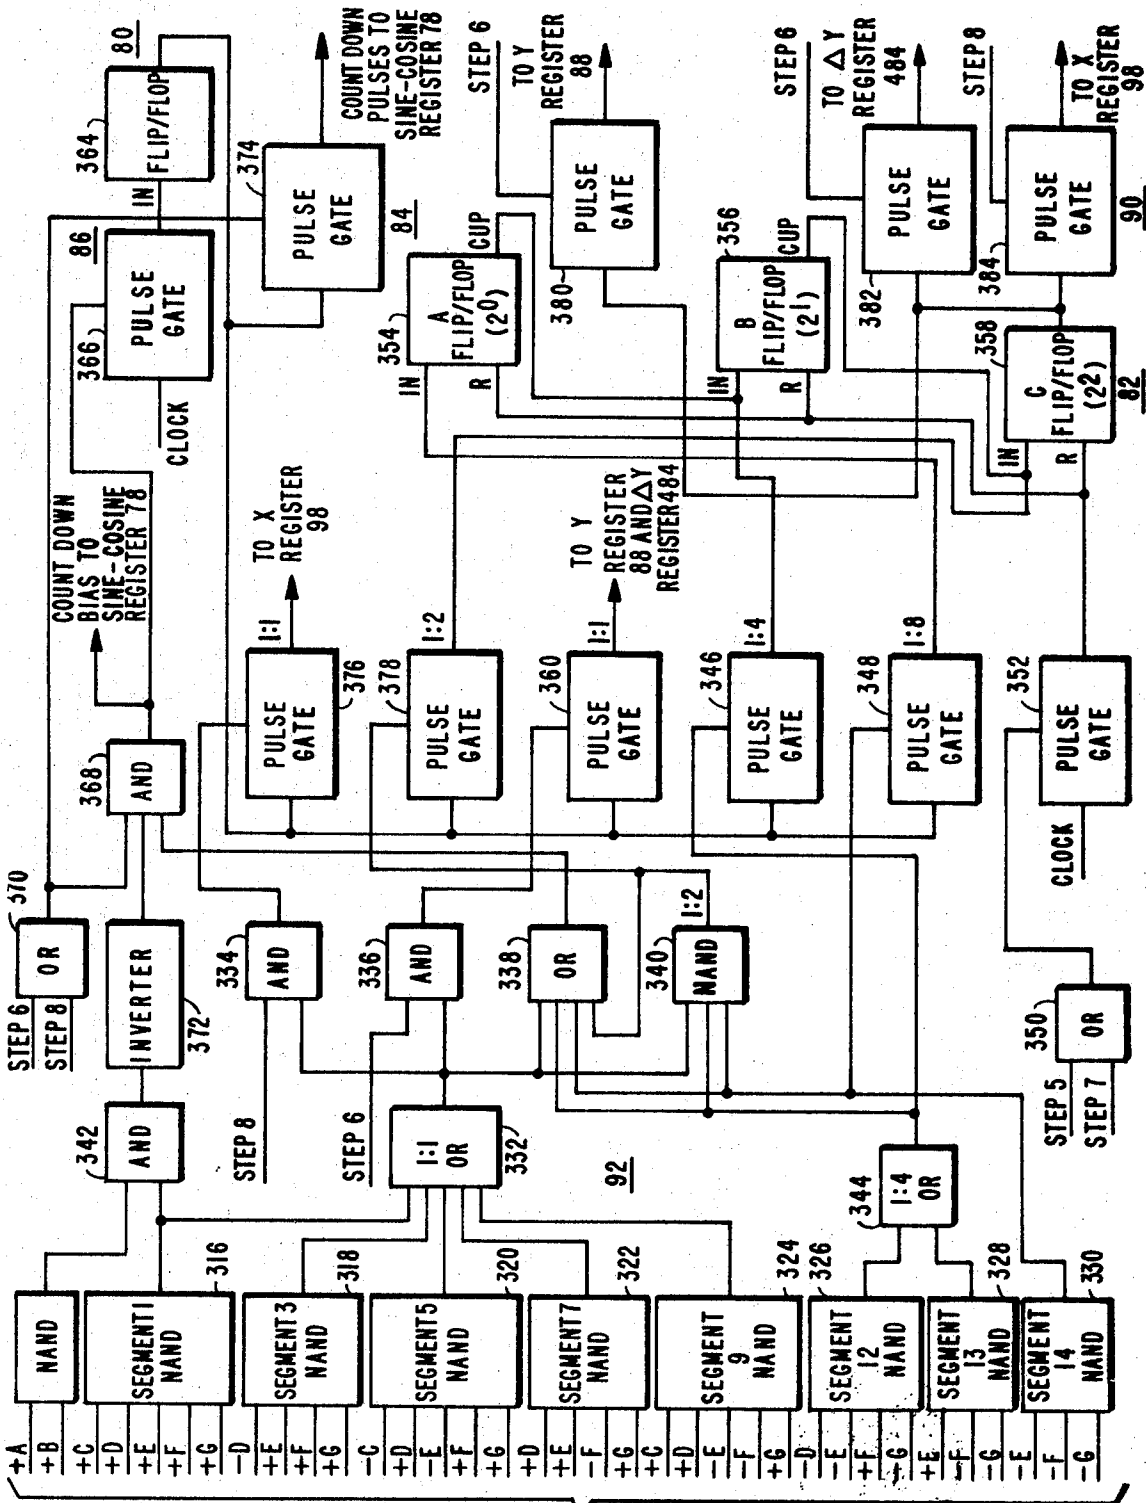 +A
+B
+C
+D
+E
+F
+G
-D
+E
+F
+G
-C
+D
-E
+F
+G
+D
+E
-F
+G
+C
+D
-E
-F
+G
-D
-E
+F
-G
+E
-F
-G
-E
-F
-G
NAND
SEGMENT 1
NAND
316
SEGMENT 3
NAND
318
SEGMENT 5
NAND
320
SEGMENT 7
NAND
322
SEGMENT
9
NAND
324
SEGMENT
12
NAND
326
SEGMENT
13
NAND
328
SEGMENT
14
NAND
330
342
AND
STEP 8
STEP 6
1:1
OR
332
92
344
1:4
OR
STEP 6
STEP 8
370
OR
INVERTER
372
334
AND
336
AND
338
OR
340
NAND
1:2
STEP 5
STEP 7
350
OR
COUNT DOWN
BIAS TO
SINE-COSINE
REGISTER 78
368
AND
PULSE
GATE
376
1:1
TO X
REGISTER
98
PULSE
GATE
378
1:2
PULSE
GATE
360
1:1
TO Y
REGISTER
88 AND ΔY
REGISTER 484
PULSE
GATE
346
1:4
PULSE
GATE
348
1:8
CLOCK
PULSE
GATE
352
CLOCK
366
PULSE
GATE
86
IN
364
FLIP/FLOP
80
374
PULSE
GATE
84
COUNT DOWN
PULSES TO
SINE-COSINE
REGISTER 78
354
IN
R
A
FLIP/FLOP
(2⁰)
CUP
STEP 6
380
PULSE
GATE
TO Y
REGISTER
88
356
IN
R
B
FLIP/FLOP
(2¹)
CUP
STEP 6
382
PULSE
GATE
TO ΔY
REGISTER
484
358
IN
R
C
FLIP/FLOP
(2²)
82
STEP 8
384
PULSE
GATE
90
TO X
REGISTER
98